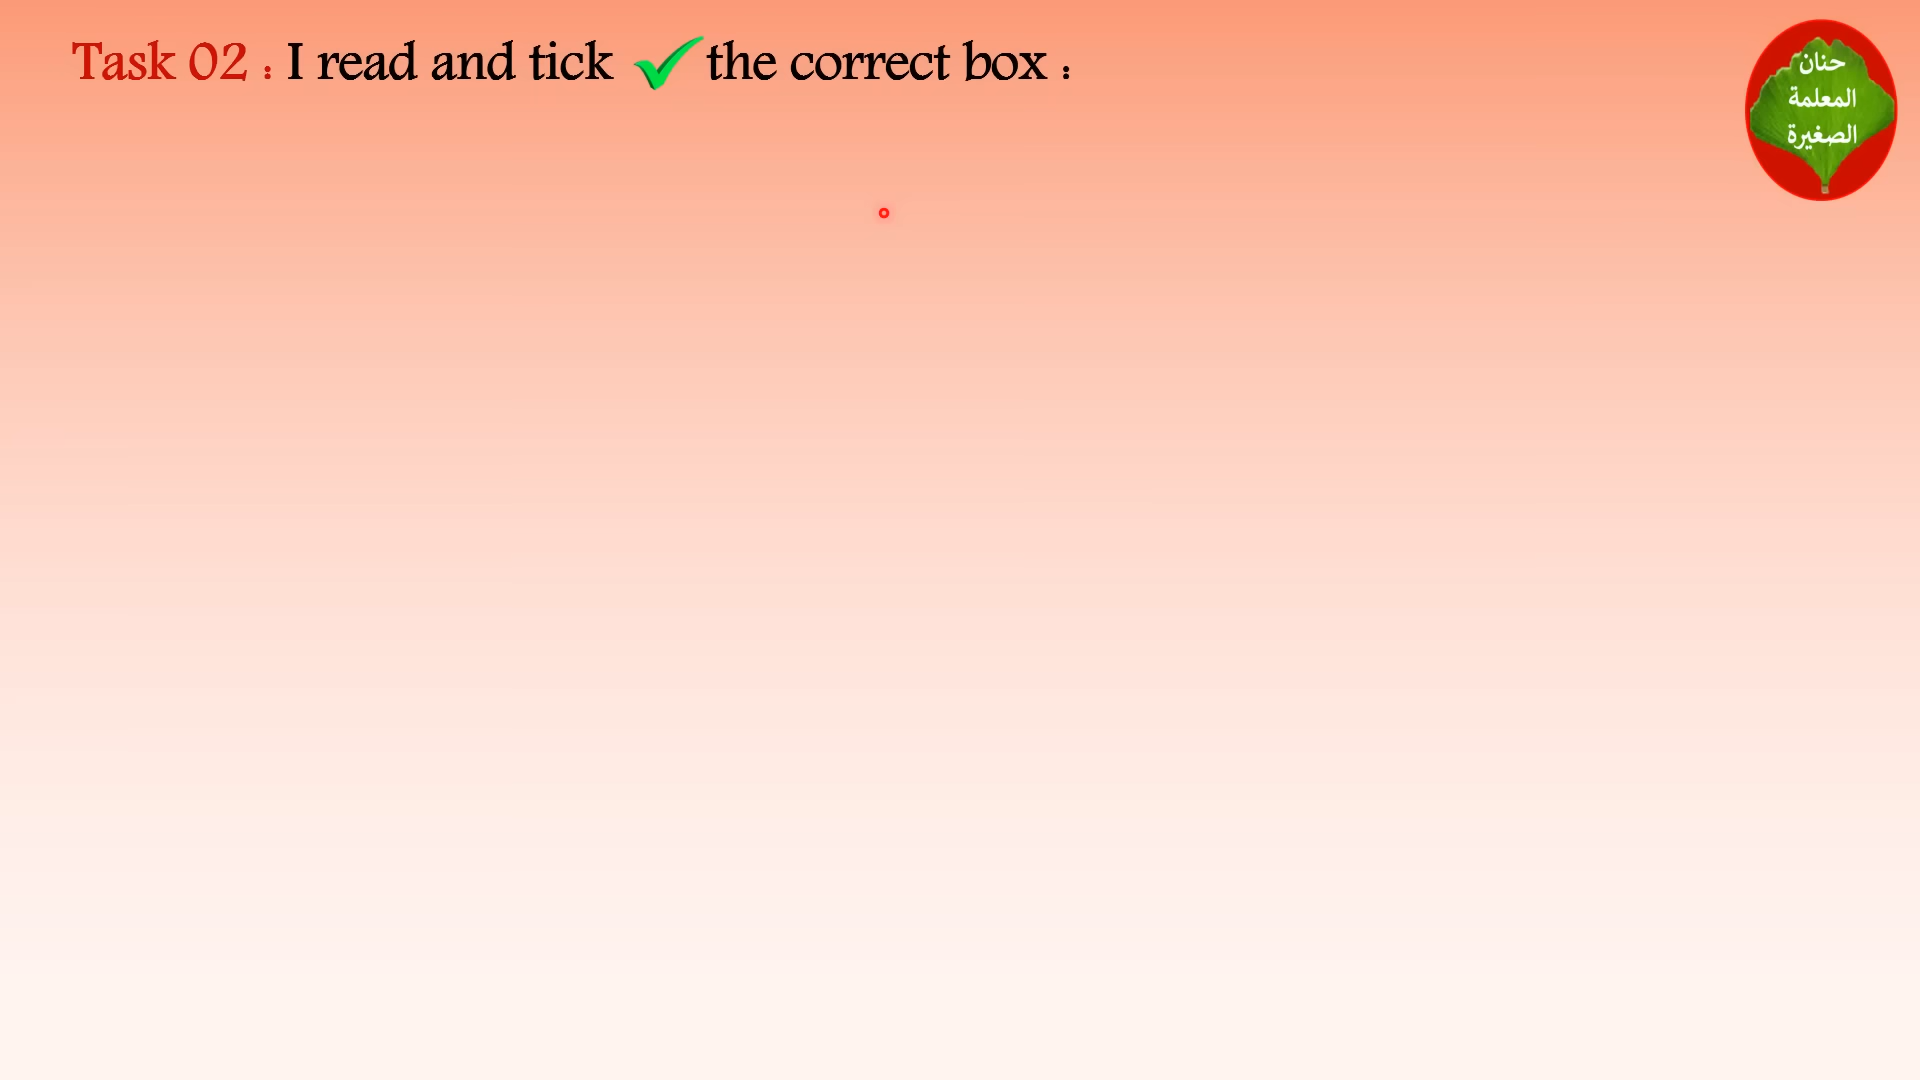 Task 02 : I read and tick ✓ the correct box :
حنان
المعلمة
الصغيرة